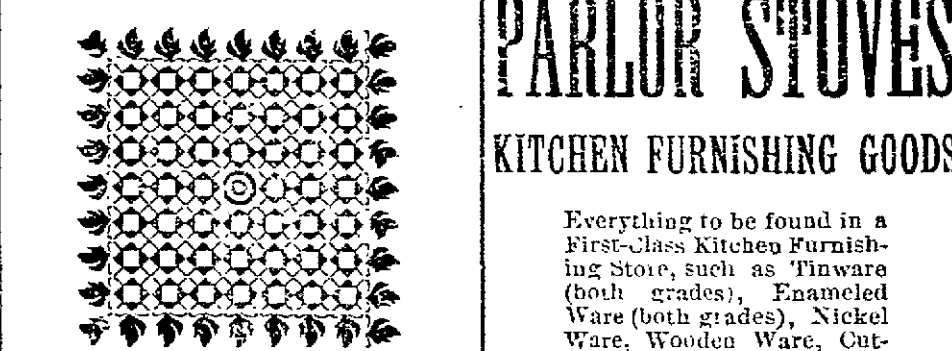 PARLOR STOVES
KITCHEN FURNISHING GOODS
Everything to be found in a
First-Class Kitchen Furnish-
ing Store, such as Tinware
(both grades), Enameled
Ware (both grades), Nickel
Ware, Wooden Ware, Cut-